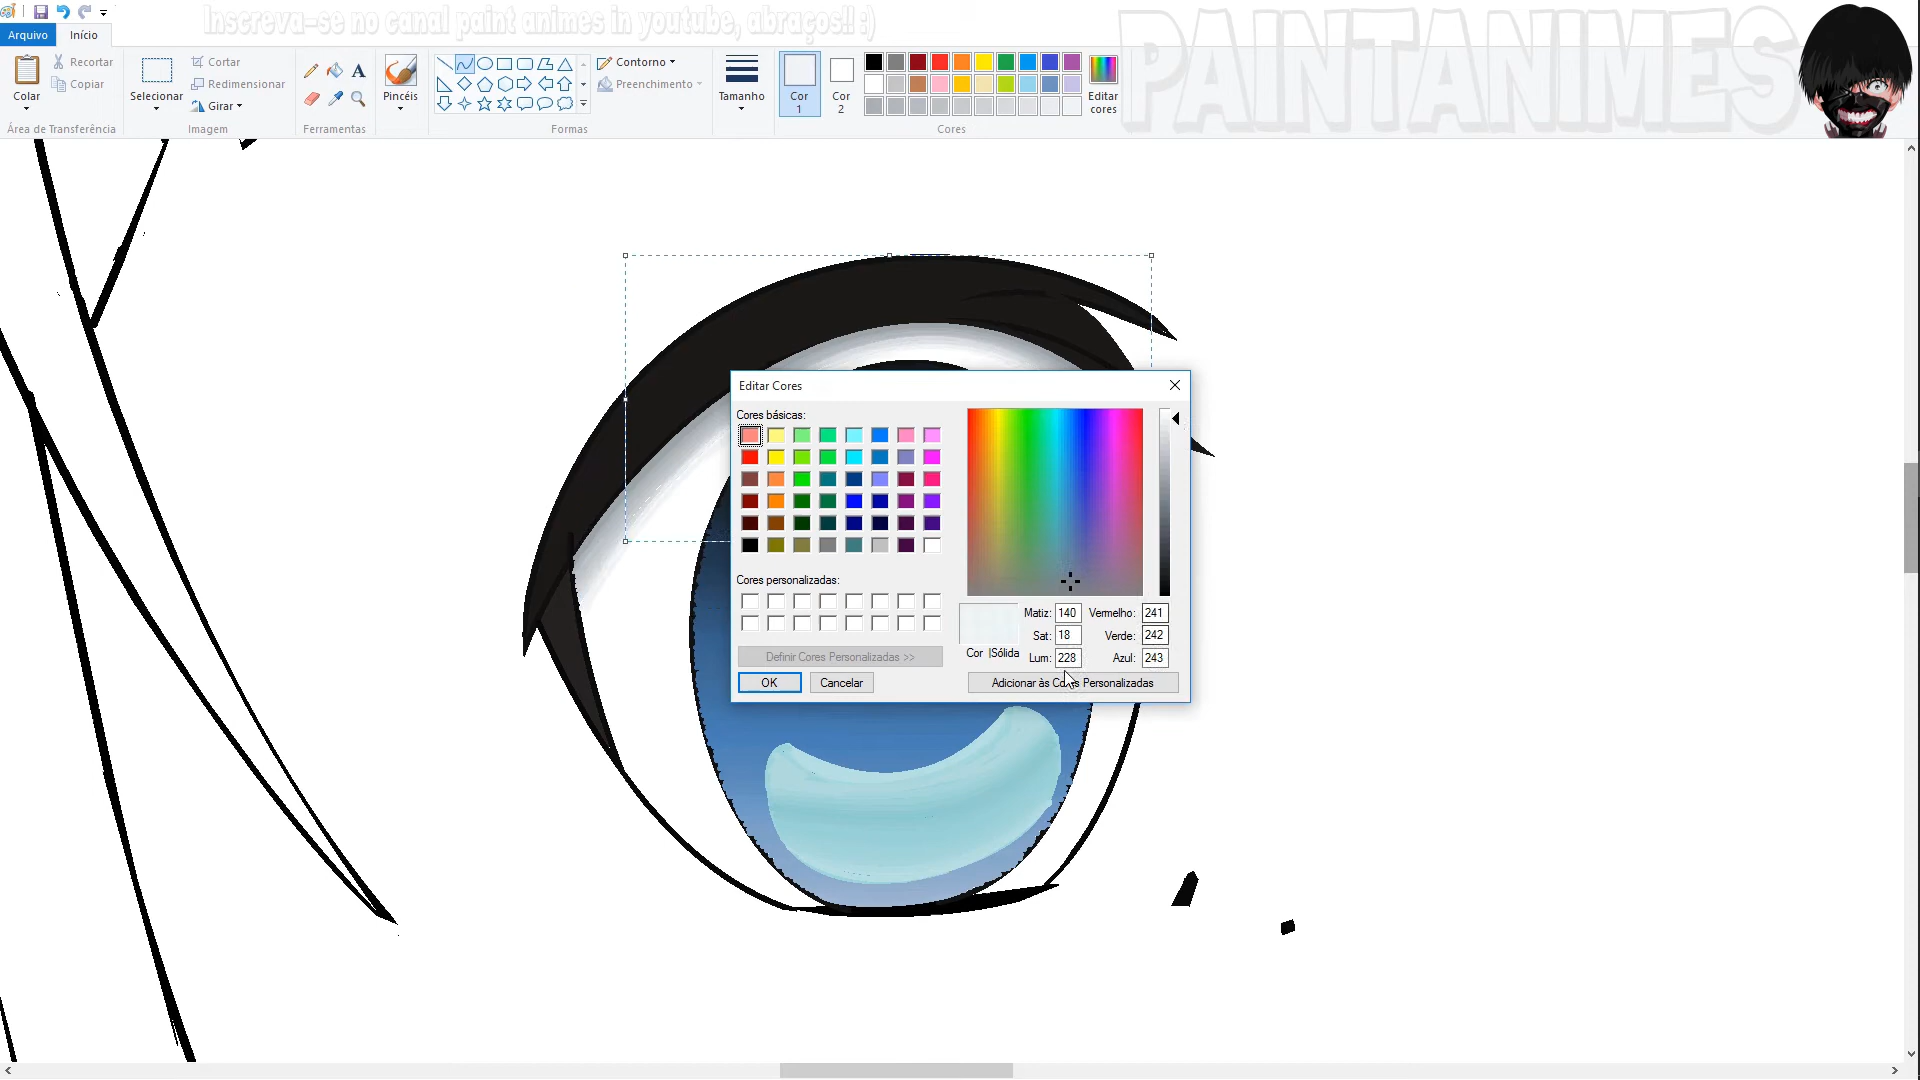 Inscreva-se no canal paint animes in youtube, abraços!! :)
PAINTANIMES
Arquivo
Início
Colar
Recortar
Copiar
Área de Transferência
Selecionar
Cortar
Redimensionar
Girar
Imagem
A
Ferramentas
Pincéis
Formas
Contorno
Preenchimento
Tamanho
Cor
1
Cor
2
Editar
cores
Cores
Editar Cores
Cores básicas:
Cores personalizadas:
Definir Cores Personalizadas >>
OK
Cancelar
Cor |Sólida
Matiz: 140
Vermelho: 241
Sat: 18
Verde: 242
Lum: 228
Azul: 243
Adicionar às Cores Personalizadas